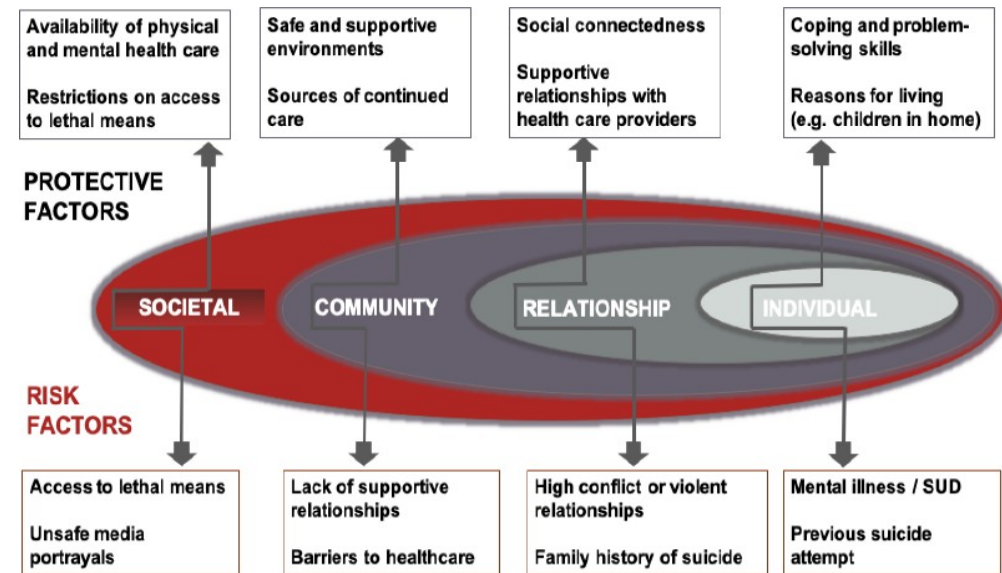 Availability of physical
and mental health care
Restrictions on access
to lethal means
Safe and supportive
environments
Sources of continued
care
Social connectedness
Supportive
relationships with
health care providers
Coping and problem-
solving skills
Reasons for living
(e.g. children in home)
PROTECTIVE
FACTORS
SOCIETAL
COMMUNITY
RELATIONSHIP
INDIVIDUAL
RISK
FACTORS
Access to lethal means
Unsafe media
portrayals
Lack of supportive
relationships
Barriers to healthcare
High conflict or violent
relationships
Family history of suicide
Mental illness / SUD
Previous suicide
attempt